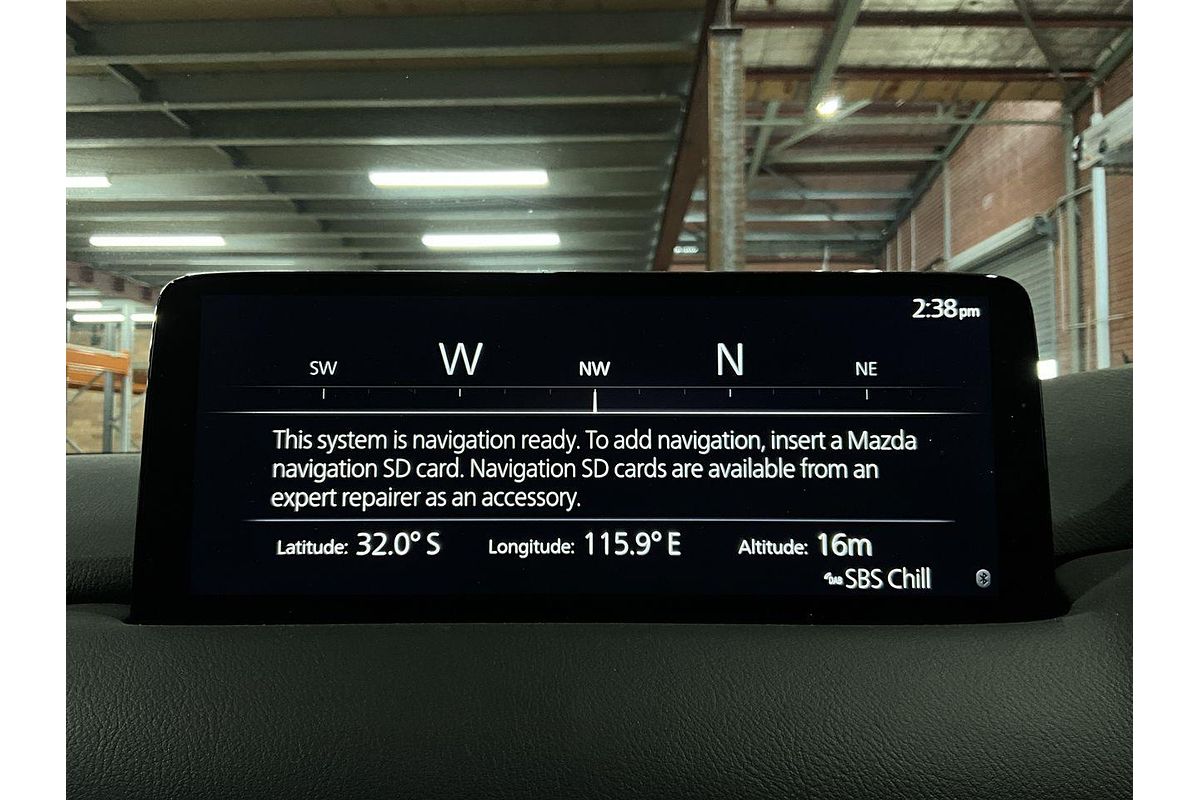 2:38pm
SW W NW N NE
This system is navigation ready. To add navigation, insert a Mazda
navigation SD card. Navigation SD cards are available from an
expert repairer as an accessory.
Latitude: 32.0° S Longitude: 115.9° E Altitude: 16m
DAB SBS Chill